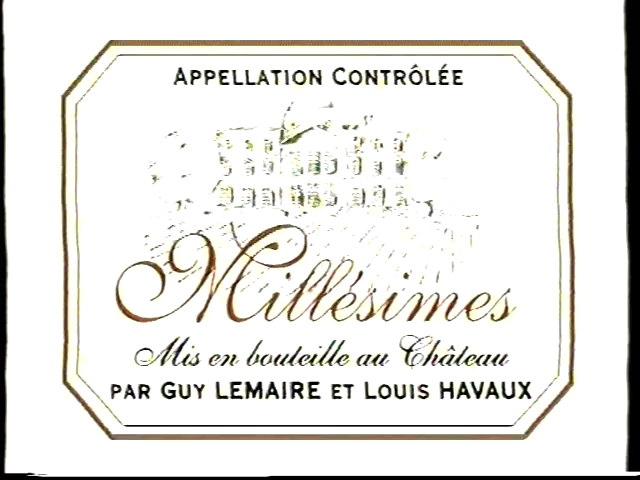 APPELLATION CONTRÔLÉE
Millésimes
Mis en bouteille au Château
PAR GUY LEMAIRE ET LOUIS HAVAUX